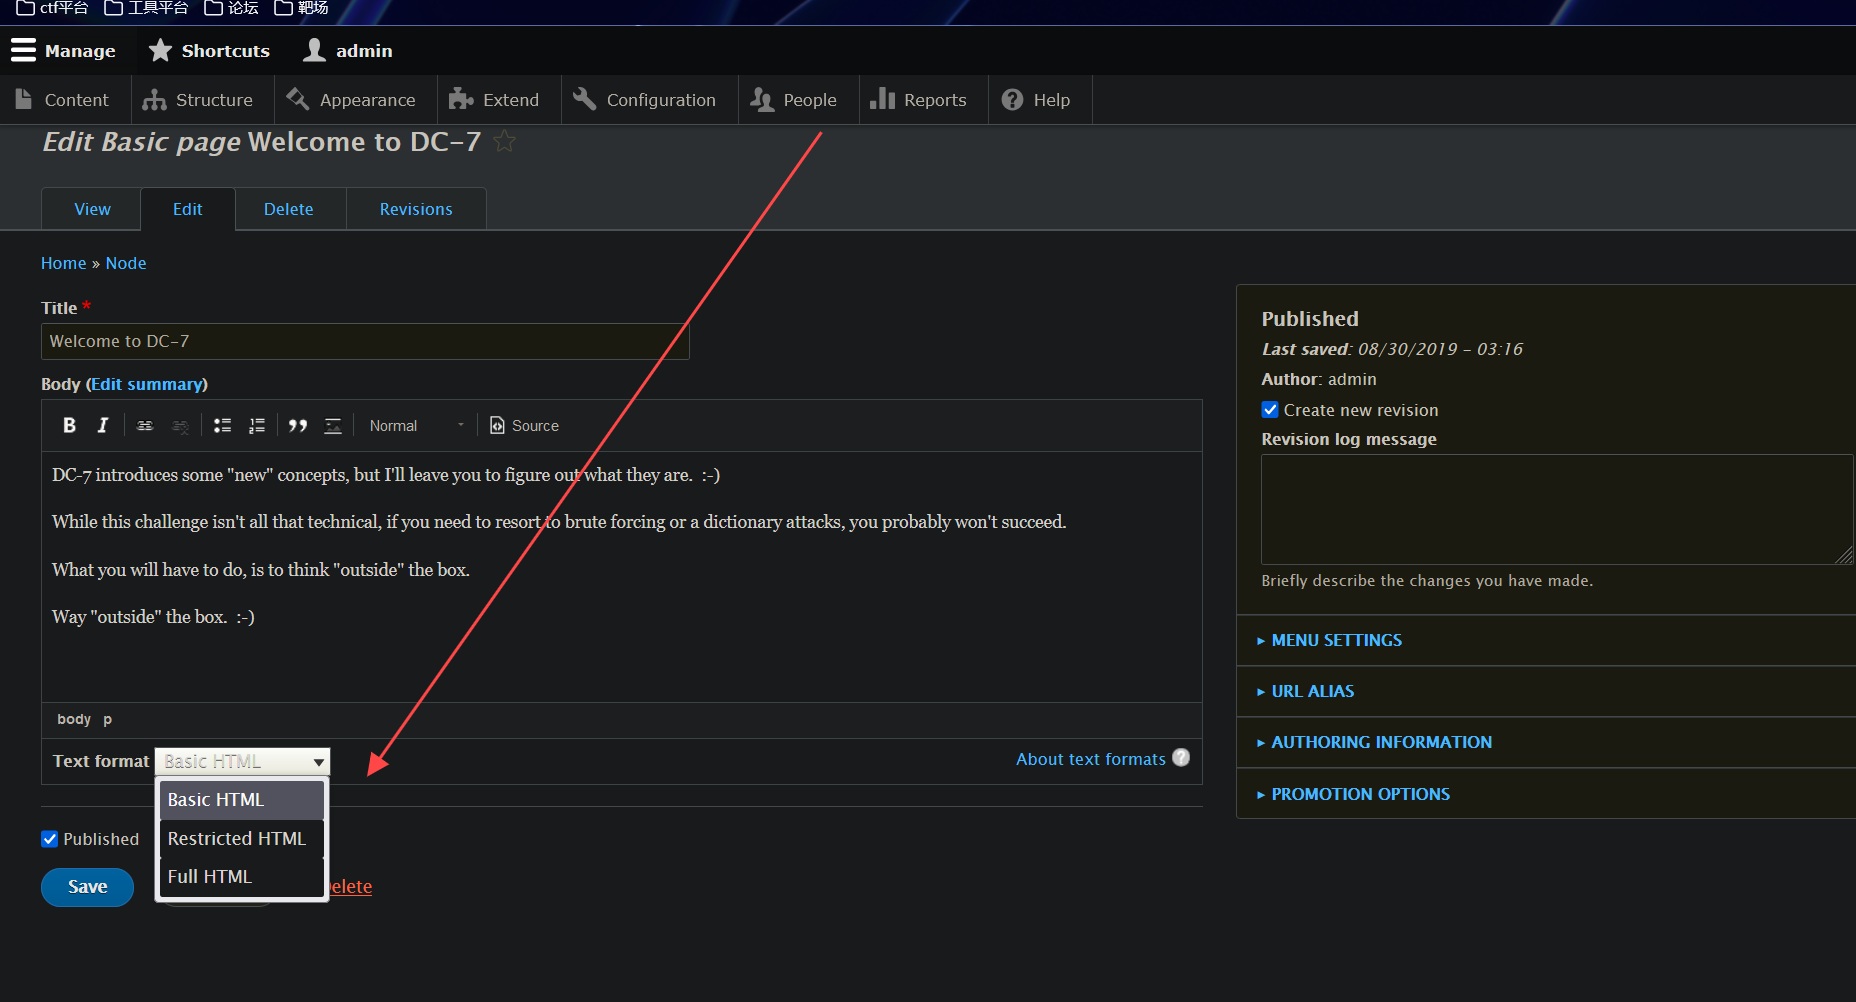 ctf平台 工具平台 论坛 靶场
Manage Shortcuts admin
Content Structure Appearance Extend Configuration People Reports Help
Edit Basic page Welcome to DC-7
View Edit Delete Revisions
Home » Node
Title *
Welcome to DC-7
Body (Edit summary)
B I Normal Source
DC-7 introduces some "new" concepts, but I'll leave you to figure out what they are. :-)
While this challenge isn't all that technical, if you need to resort to brute forcing or a dictionary attacks, you probably won't succeed.
What you will have to do, is to think "outside" the box.
Way "outside" the box. :-)
body p
Text format Basic HTML
About text formats ?
Basic HTML
Restricted HTML
Full HTML
Published
Save
elete
Published
Last saved: 08/30/2019 - 03:16
Author: admin
Create new revision
Revision log message
Briefly describe the changes you have made.
MENU SETTINGS
URL ALIAS
AUTHORING INFORMATION
PROMOTION OPTIONS